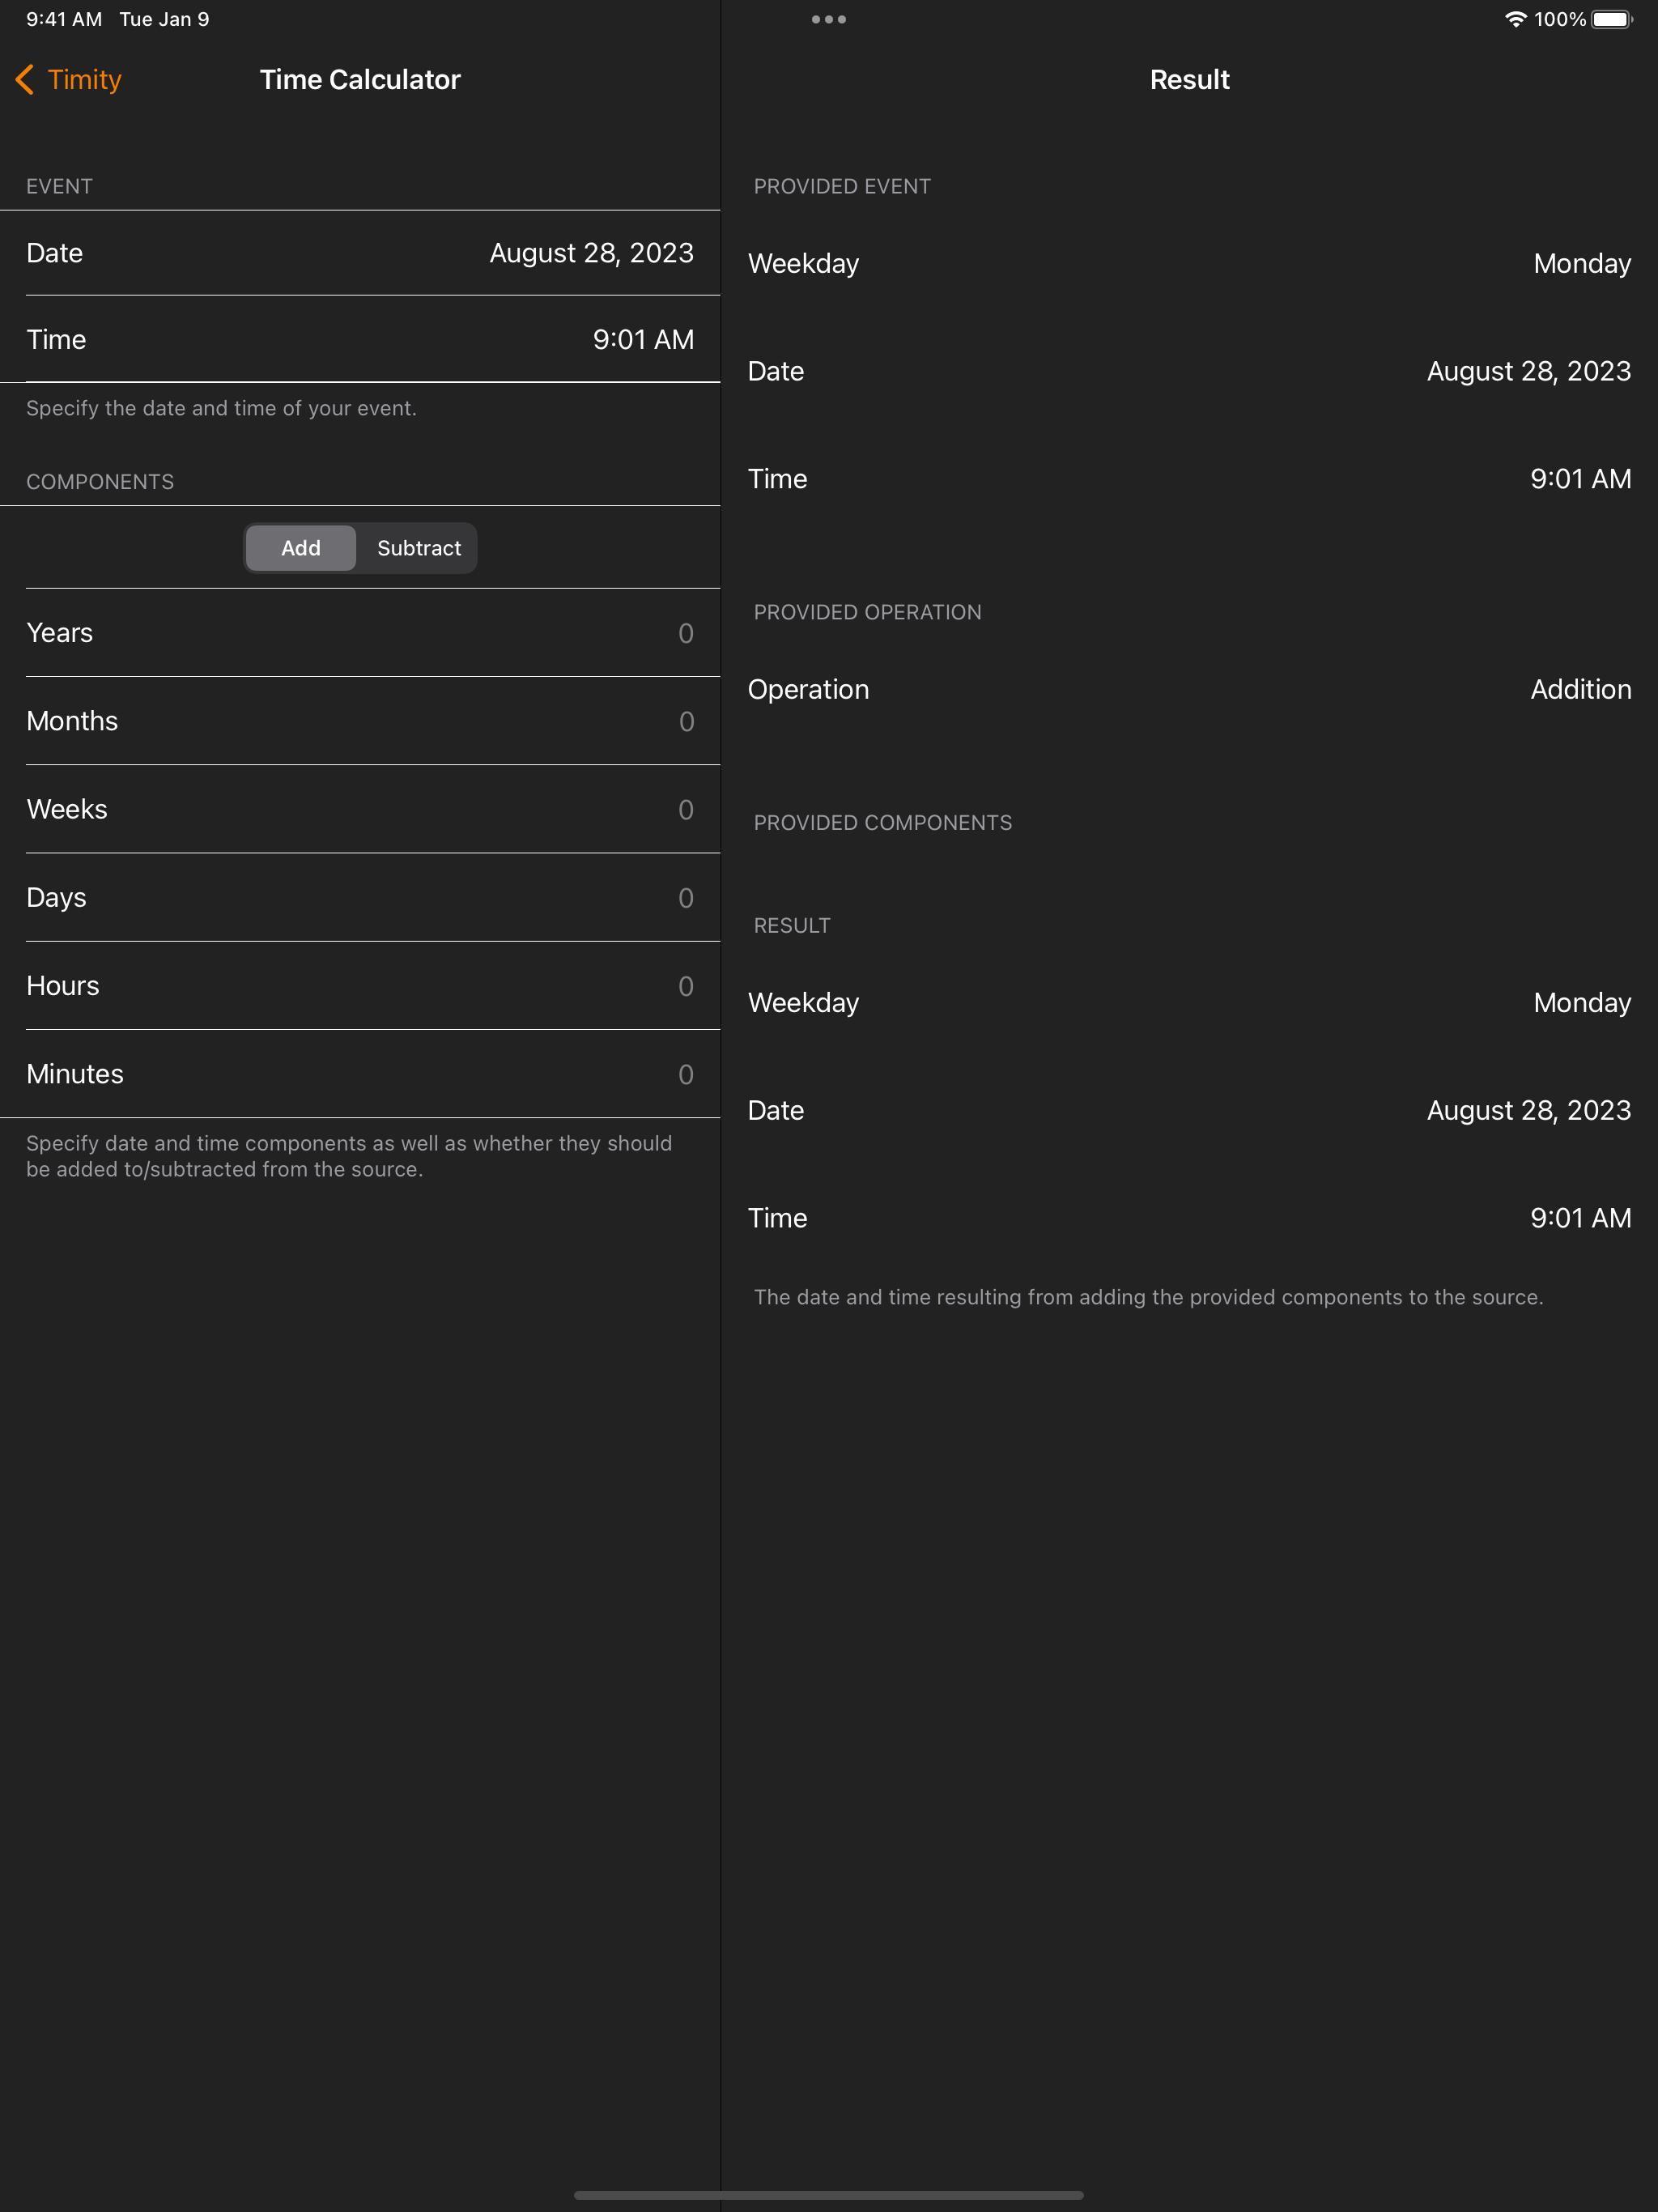 9:41 AM Tue Jan 9
100%
Timity
Time Calculator
EVENT
Date August 28, 2023
Time 9:01 AM
Specify the date and time of your event.
COMPONENTS
Add Subtract
Years 0
Months 0
Weeks 0
Days 0
Hours 0
Minutes 0
Specify date and time components as well as whether they should
be added to/subtracted from the source.
Result
PROVIDED EVENT
Weekday Monday
Date August 28, 2023
Time 9:01 AM
PROVIDED OPERATION
Operation Addition
PROVIDED COMPONENTS
RESULT
Weekday Monday
Date August 28, 2023
Time 9:01 AM
The date and time resulting from adding the provided components to the source.